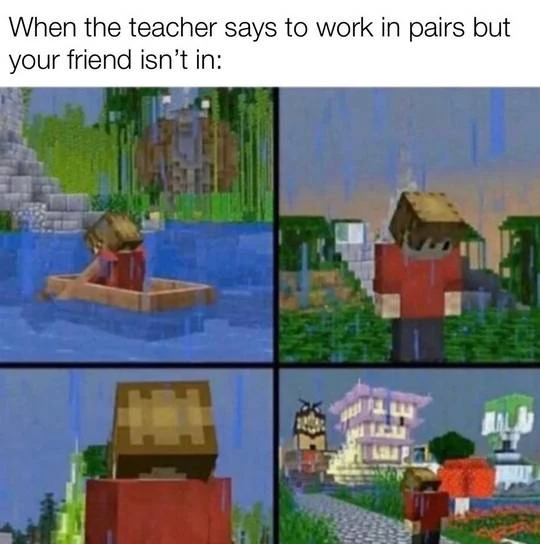 When the teacher says to work in pairs but
your friend isn’t in: